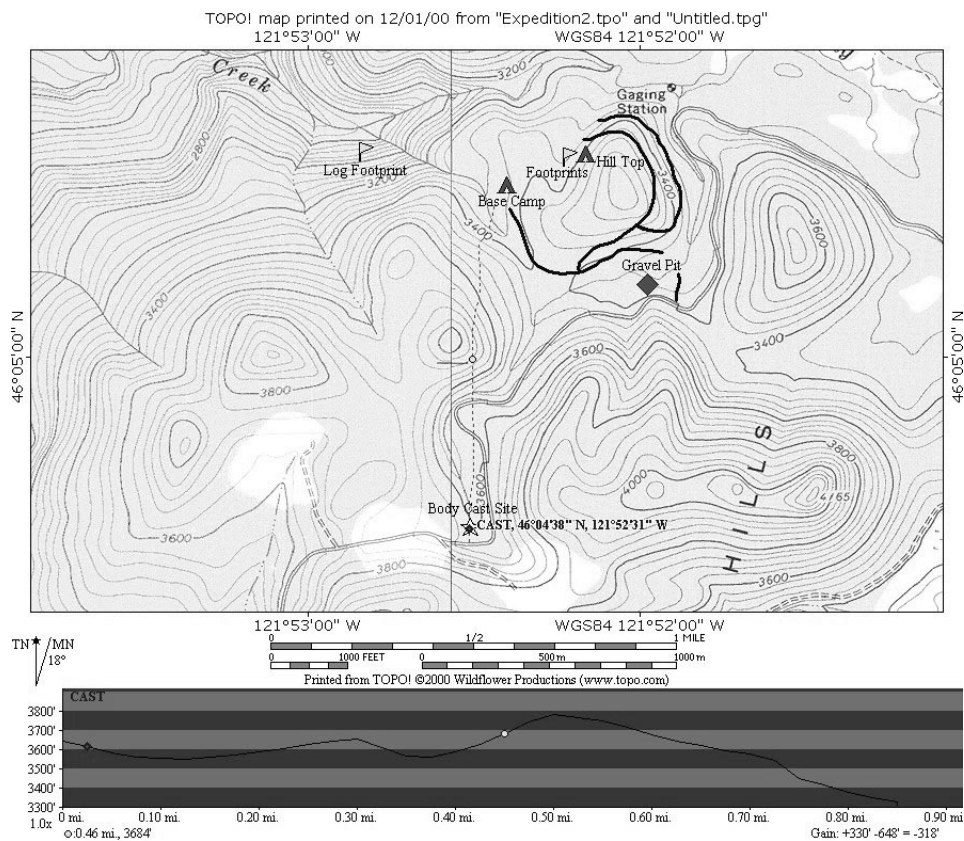 TOPO! map printed on 12/01/00 from "Expedition2.tpo" and "Untitled.tpg"
121°53'00" W WGS84 121°52'00" W
Creek
3200
3200
Gaging
Station
2800
Log Footprint
3200
Footprints
Hill Top
Base Camp
3400
3400
3600
Gravel Pit
3400
46°05'00" N
46°05'00" N
3400
3600
3800
HILLS
3800
4000
4165
3600
Body Cast Site
CAST, 46°04'38" N, 121°52'31" W
3600
3800
3600
121°53'00" W WGS84 121°52'00" W
TN MN
18°
0 1/2 1 MILE
0 1000 FEET 0 500 m 1000 m
Printed from TOPO! ©2000 Wildflower Productions (www.topo.com)
CAST
3800'
3700'
3600'
3500'
3400'
3300'
1.0x
0 mi. 0.10 mi. 0.20 mi. 0.30 mi. 0.40 mi. 0.50 mi. 0.60 mi. 0.70 mi. 0.80 mi. 0.90 mi.
0.46 mi., 3684' Gain: +330' -648' = -318'